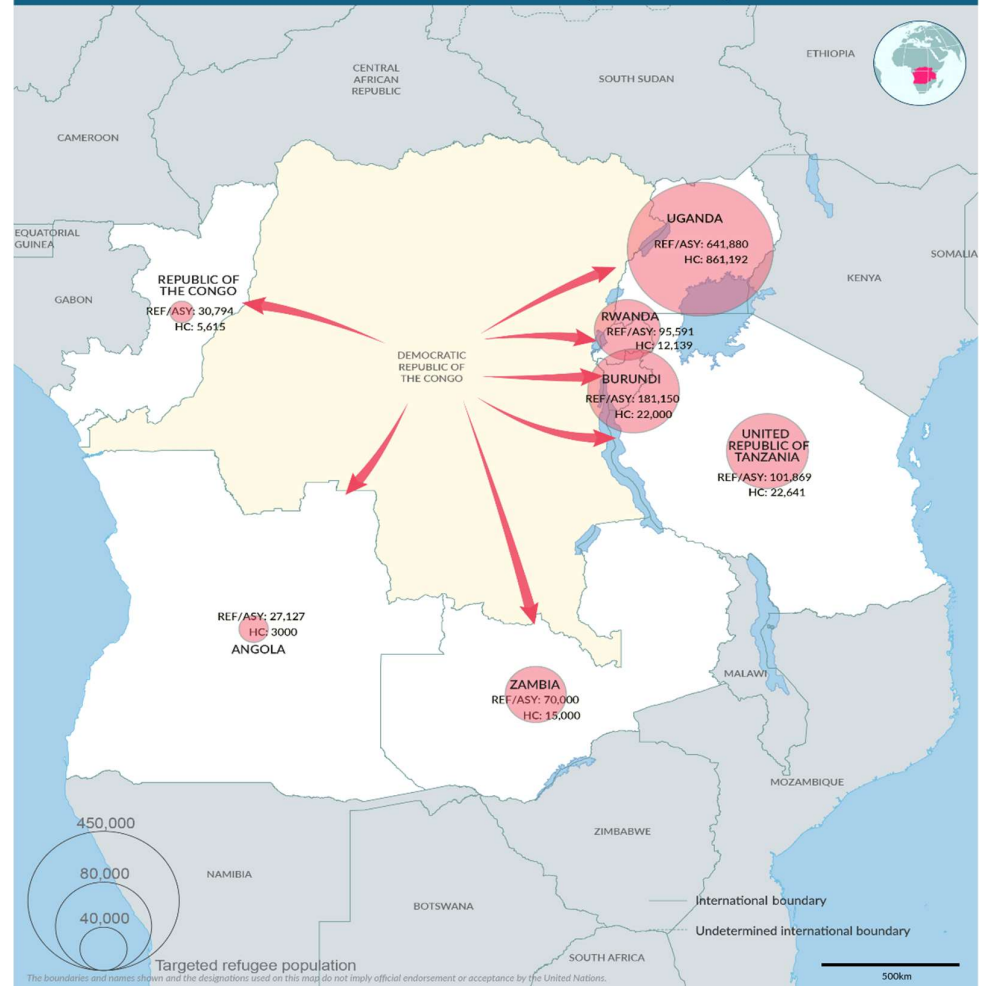 ETHIOPIA
CENTRAL
AFRICAN
REPUBLIC
SOUTH SUDAN
CAMEROON
EQUATORIAL
GUINEA
UGANDA
REF/ASY: 641,880
HC: 861,192
SOMALIA
KENYA
GABON
REPUBLIC OF
THE CONGO
REF/ASY: 30,794
HC: 5,615
RWANDA
REF/ASY: 95,591
HC: 12,139
DEMOCRATIC
REPUBLIC OF
THE CONGO
BURUNDI
REF/ASY: 181,150
HC: 22,000
UNITED
REPUBLIC OF
TANZANIA
REF/ASY: 101,869
HC: 22,641
REF/ASY: 27,127
HC: 3000
ANGOLA
ZAMBIA
REF/ASY: 70,000
HC: 15,000
MALAWI
MOZAMBIQUE
ZIMBABWE
NAMIBIA
BOTSWANA
SOUTH AFRICA
450,000
80,000
40,000
Targeted refugee population
International boundary
Undetermined international boundary
500km
The boundaries and names shown and the designations used on this map do not imply official endorsement or acceptance by the United Nations.